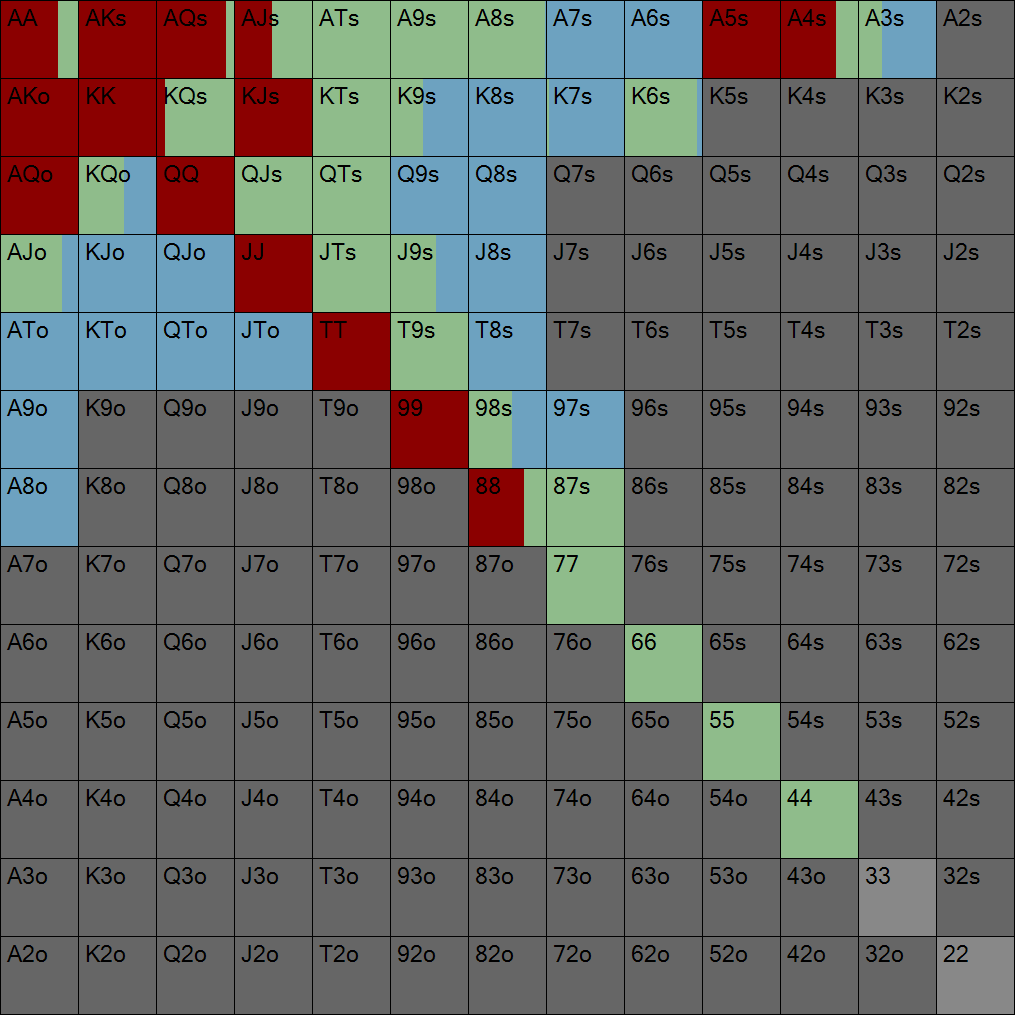 AA AKs AQs AJs ATs A9s A8s A7s A6s A5s A4s A3s A2s
AKo KK KQs KJs KTs K9s K8s K7s K6s K5s K4s K3s K2s
AQo KQo QQ QJs QTs Q9s Q8s Q7s Q6s Q5s Q4s Q3s Q2s
AJo KJo QJo JJ JTs J9s J8s J7s J6s J5s J4s J3s J2s
ATo KTo QTo JTo TT T9s T8s T7s T6s T5s T4s T3s T2s
A9o K9o Q9o J9o T9o 99 98s 97s 96s 95s 94s 93s 92s
A8o K8o Q8o J8o T8o 98o 88 87s 86s 85s 84s 83s 82s
A7o K7o Q7o J7o T7o 97o 87o 77 76s 75s 74s 73s 72s
A6o K6o Q6o J6o T6o 96o 86o 76o 66 65s 64s 63s 62s
A5o K5o Q5o J5o T5o 95o 85o 75o 65o 55 54s 53s 52s
A4o K4o Q4o J4o T4o 94o 84o 74o 64o 54o 44 43s 42s
A3o K3o Q3o J3o T3o 93o 83o 73o 63o 53o 43o 33 32s
A2o K2o Q2o J2o T2o 92o 82o 72o 62o 52o 42o 32o 22